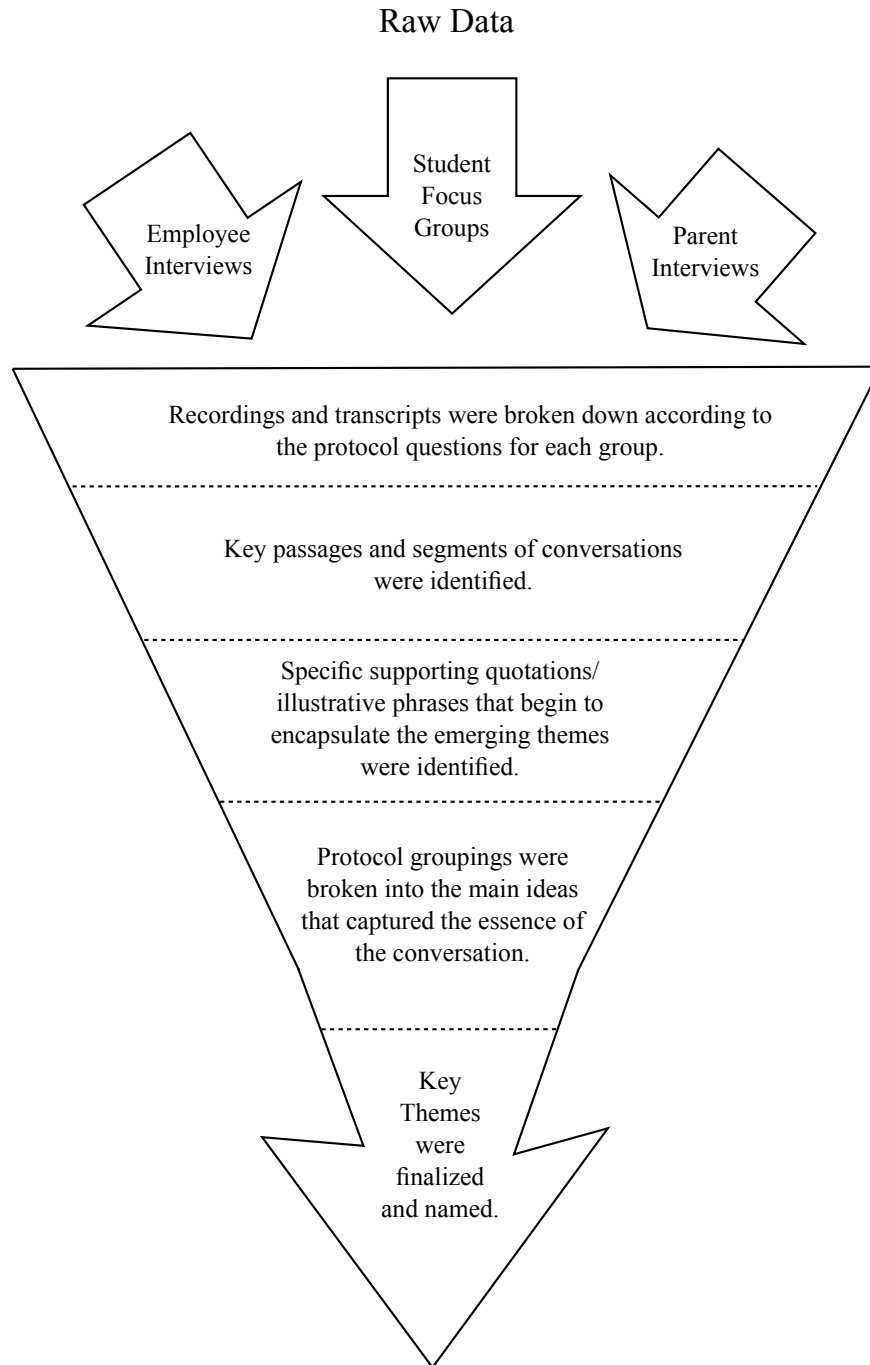 Raw Data
Employee
Interviews
Student
Focus
Groups
Parent
Interviews
Recordings and transcripts were broken down according to
the protocol questions for each group.
Key passages and segments of conversations
were identified.
Specific supporting quotations/
illustrative phrases that begin to
encapsulate the emerging themes
were identified.
Protocol groupings were
broken into the main ideas
that captured the essence of
the conversation.
Key
Themes
were
finalized
and named.